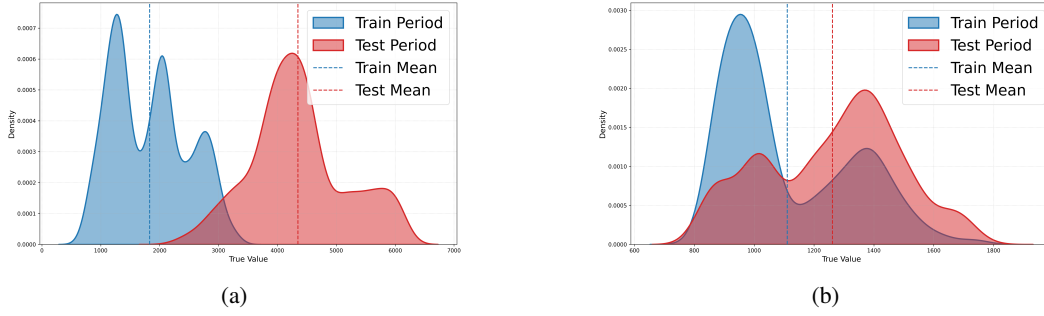 0.0007
0.0006
0.0005
0.0004
0.0003
0.0002
0.0001
0.0000
Density
0
1000
2000
3000
4000
5000
6000
7000
True Value
Train Period
Test Period
Train Mean
Test Mean
(a)
0.0030
0.0025
0.0020
0.0015
0.0010
0.0005
0.0000
Density
600
800
1000
1200
1400
1600
1800
True Value
Train Period
Test Period
Train Mean
Test Mean
(b)